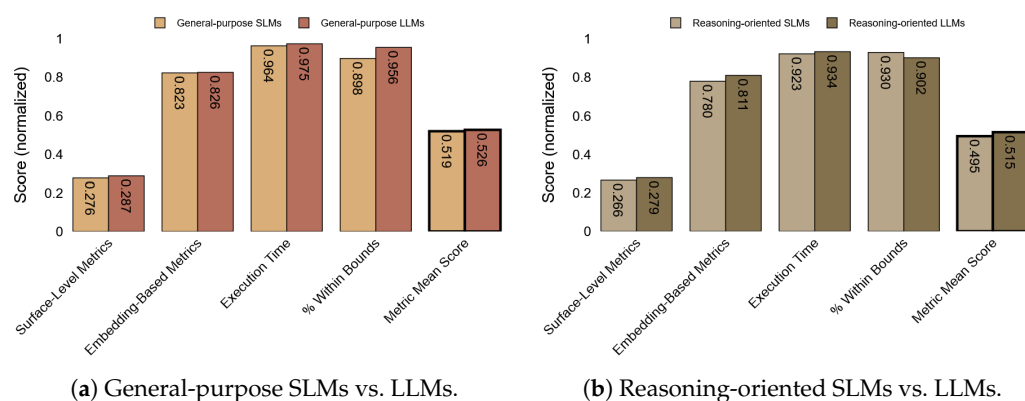 General-purpose SLMs General-purpose LLMs
Score (normalized)
1
0.8
0.6
0.4
0.2
0
0.276
0.287
0.823
0.826
0.964
0.975
0.898
0.956
0.519
0.526
Surface-Level Metrics
Embedding-Based Metrics
Execution Time
% Within Bounds
Metric Mean Score
(a) General-purpose SLMs vs. LLMs.
Reasoning-oriented SLMs Reasoning-oriented LLMs
Score (normalized)
1
0.8
0.6
0.4
0.2
0
0.266
0.279
0.780
0.811
0.923
0.934
0.930
0.902
0.495
0.515
Surface-Level Metrics
Embedding-Based Metrics
Execution Time
% Within Bounds
Metric Mean Score
(b) Reasoning-oriented SLMs vs. LLMs.